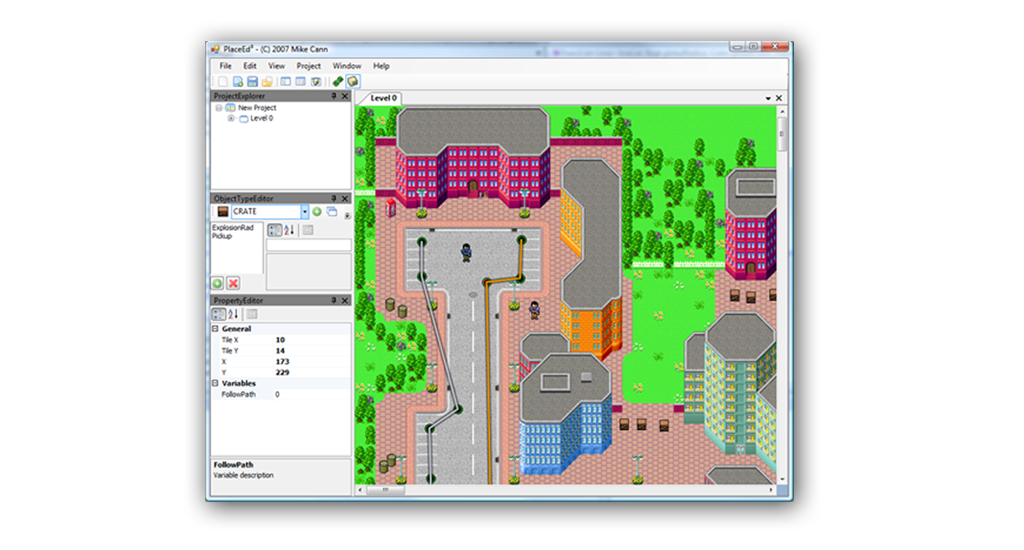 PlaceEd² - (C) 2007 Mike Cann
File Edit View Project Window Help
ProjectExplorer
New Project
Level 0
Level 0
ObjectTypeEditor
CRATE
ExplosionRad
Pickup
PropertyEditor
General
Tile X 10
Tile Y 14
X 173
Y 229
Variables
FollowPath 0
FollowPath
Variable description